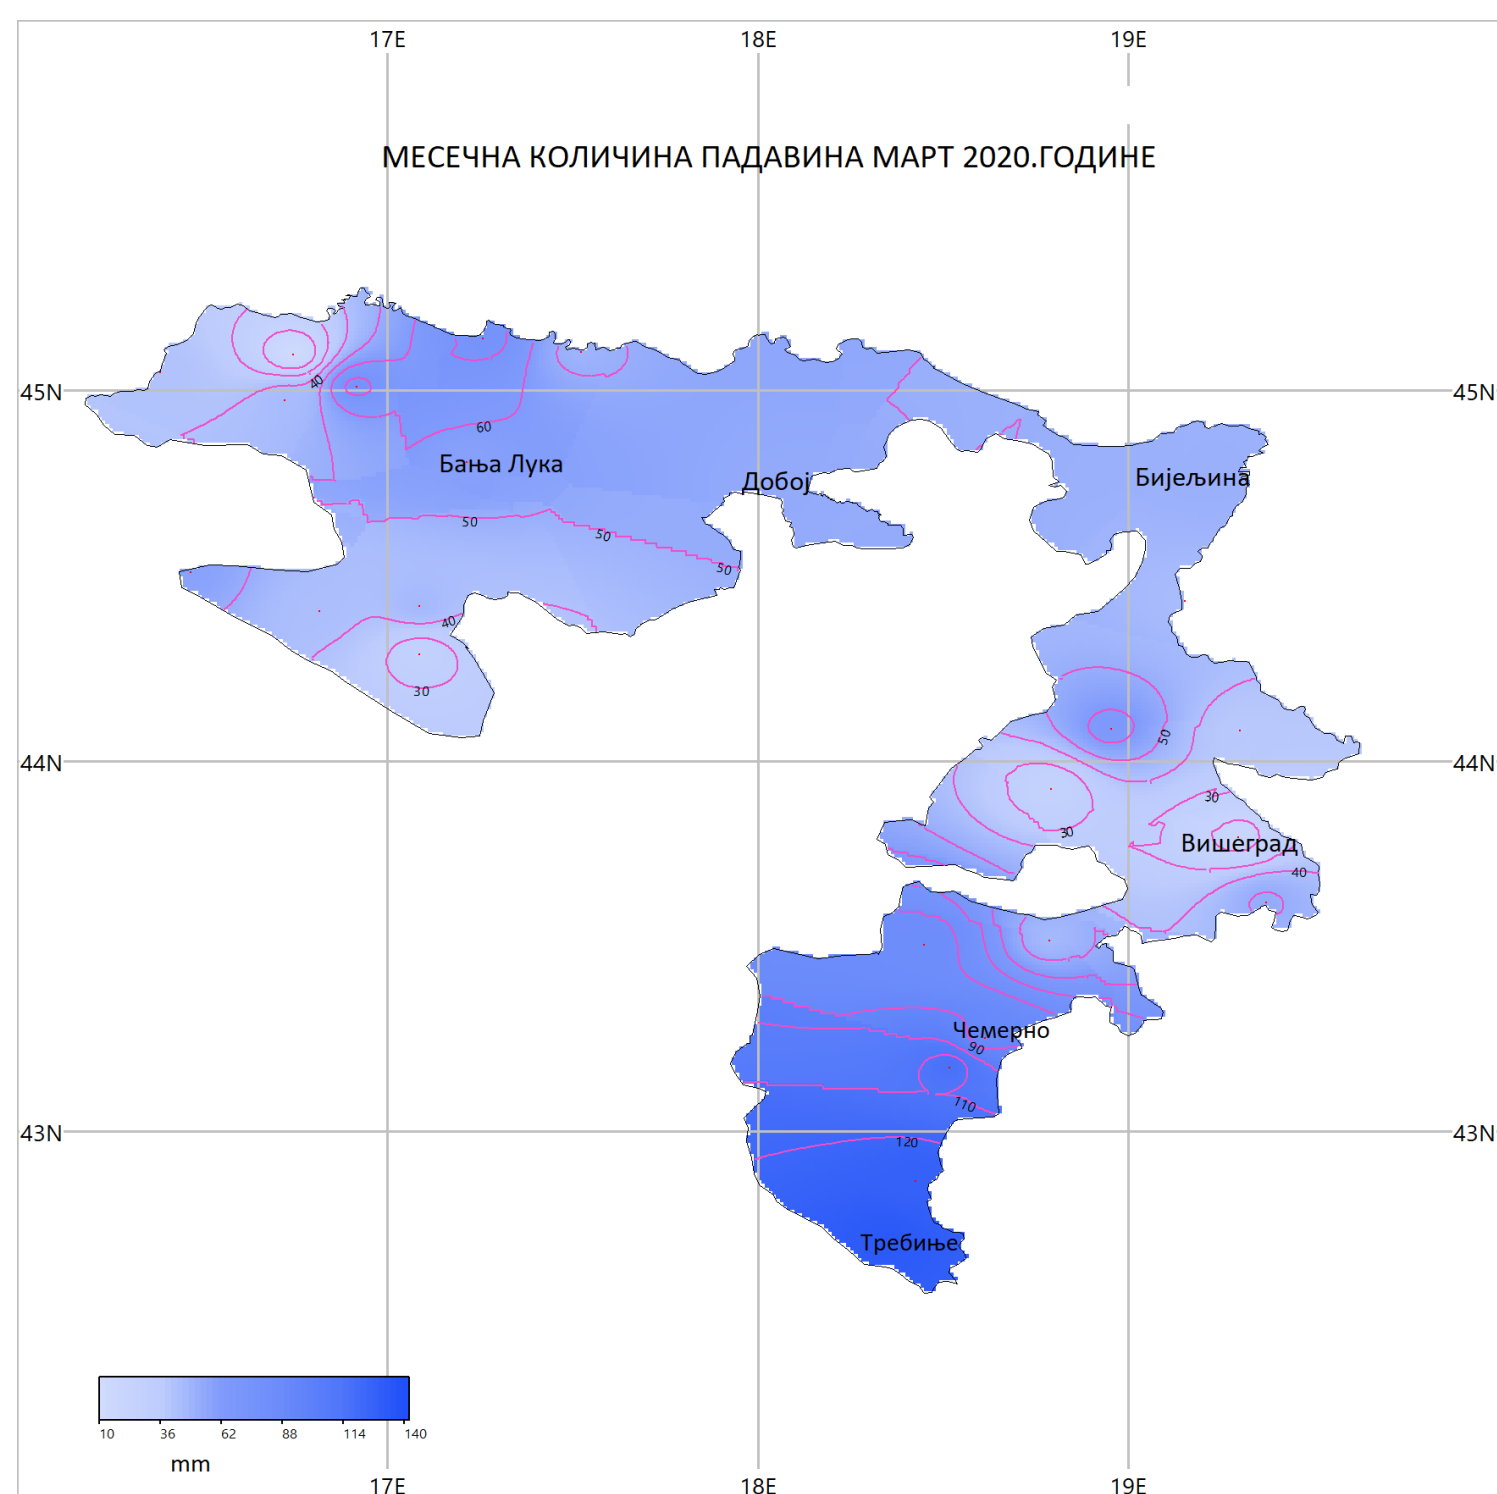 17E 18E 19E
МЕСЕЧНА КОЛИЧИНА ПАДАВИНА МАРТ 2020.ГОДИНЕ
40
45N 45N
60
Бања Лука
Добој
Бијељина
50
50
50
40
30
50
44N 44N
30
30
Вишеград
40
Чемерно
90
110
43N 43N
120
Требиње
10 36 62 88 114 140
mm
17E 18E 19E